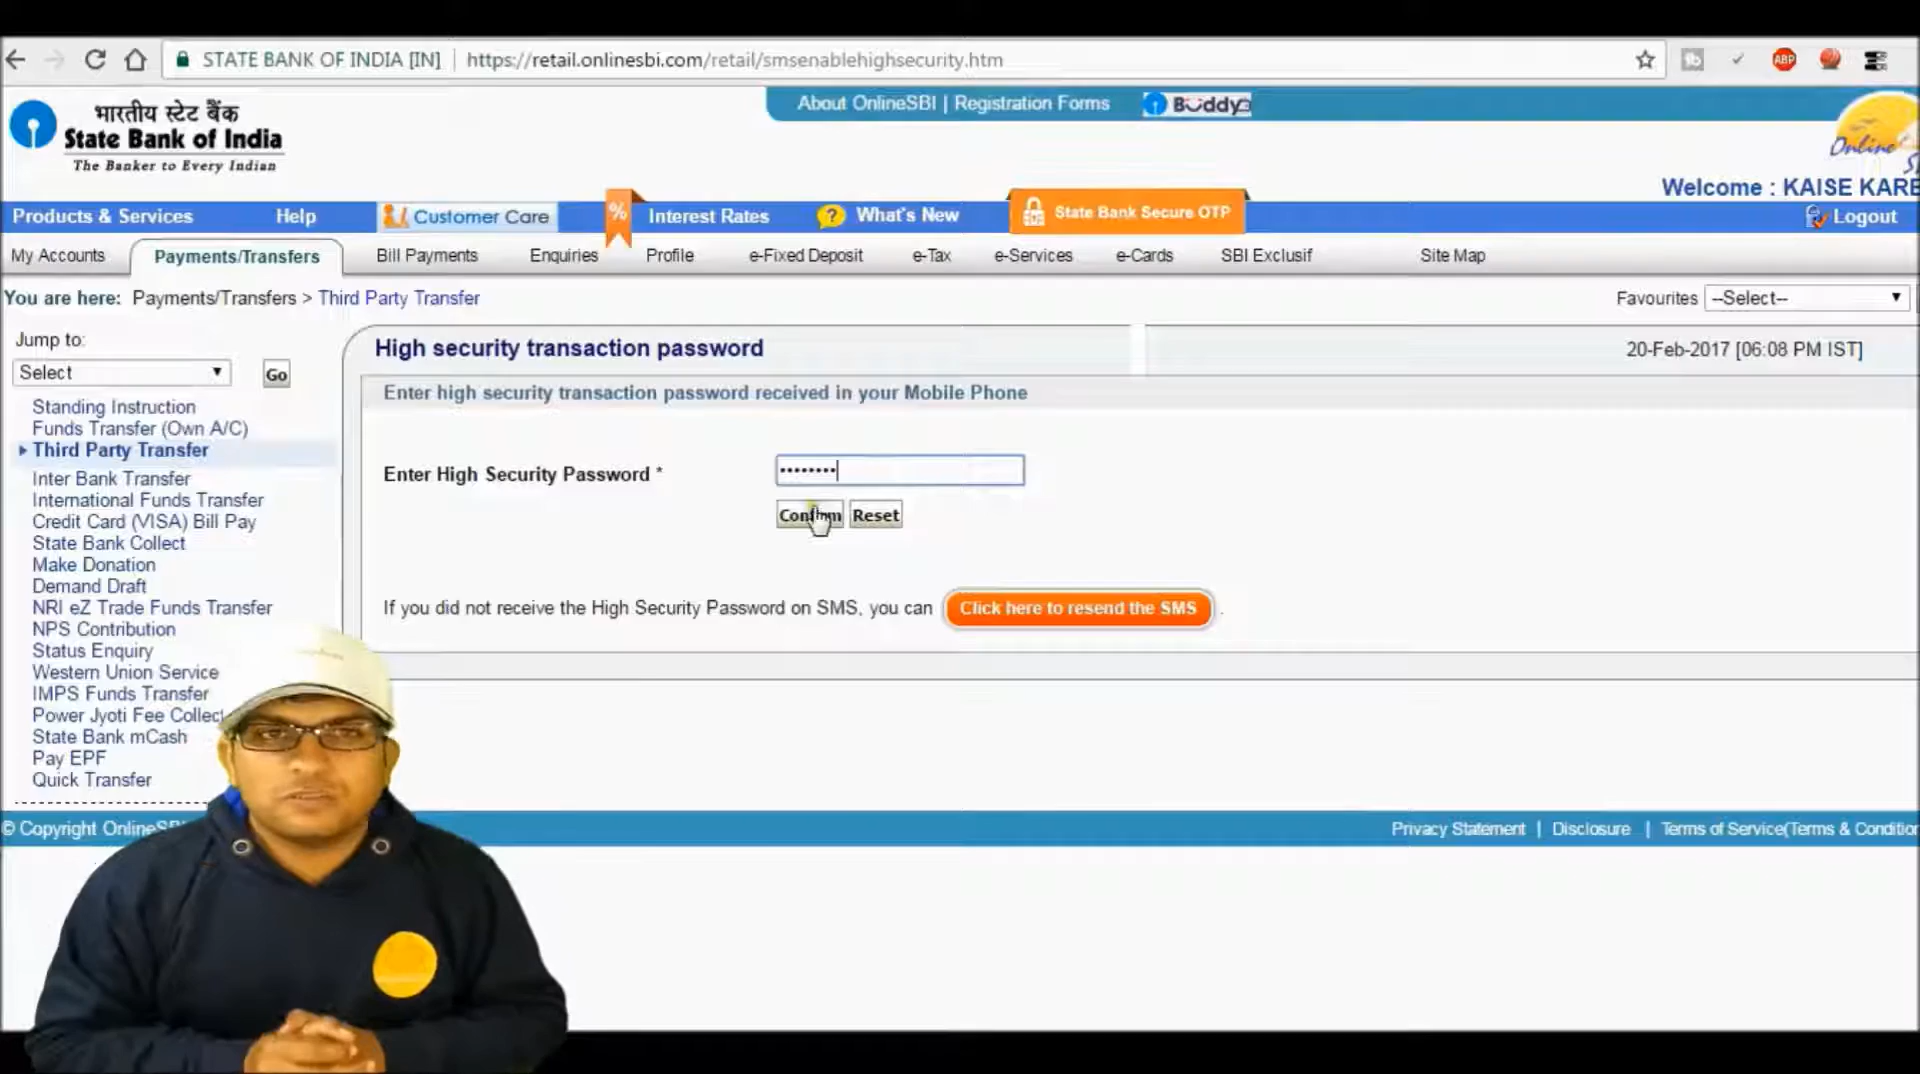 STATE BANK OF INDIA [IN] https://retail.onlinesbi.com/retail/smsenablehighsecurity.htm
ABP
About OnlineSBI | Registration Forms Buddy
भारतीय स्टेट बैंक
State Bank of India
The Banker to Every Indian
Online
Welcome : KAISE KARE
Products & Services Help Customer Care % Interest Rates ? What's New State Bank Secure OTP Logout
My Accounts Payments/Transfers Bill Payments Enquiries Profile e-Fixed Deposit e-Tax e-Services e-Cards SBI Exclusif Site Map
You are here: Payments/Transfers > Third Party Transfer Favourites --Select--
Jump to:
Select Go
Standing Instruction
Funds Transfer (Own A/C)
Third Party Transfer
Inter Bank Transfer
International Funds Transfer
Credit Card (VISA) Bill Pay
State Bank Collect
Make Donation
Demand Draft
NRI eZ Trade Funds Transfer
NPS Contribution
Status Enquiry
Western Union Service
IMPS Funds Transfer
Power Jyoti Fee Collect
State Bank mCash
Pay EPF
Quick Transfer
High security transaction password 20-Feb-2017 [06:08 PM IST]
Enter high security transaction password received in your Mobile Phone
Enter High Security Password * ••••••••
Confirm Reset
If you did not receive the High Security Password on SMS, you can Click here to resend the SMS .
© Copyright OnlineSBI Privacy Statement | Disclosure | Terms of Service(Terms & Condition